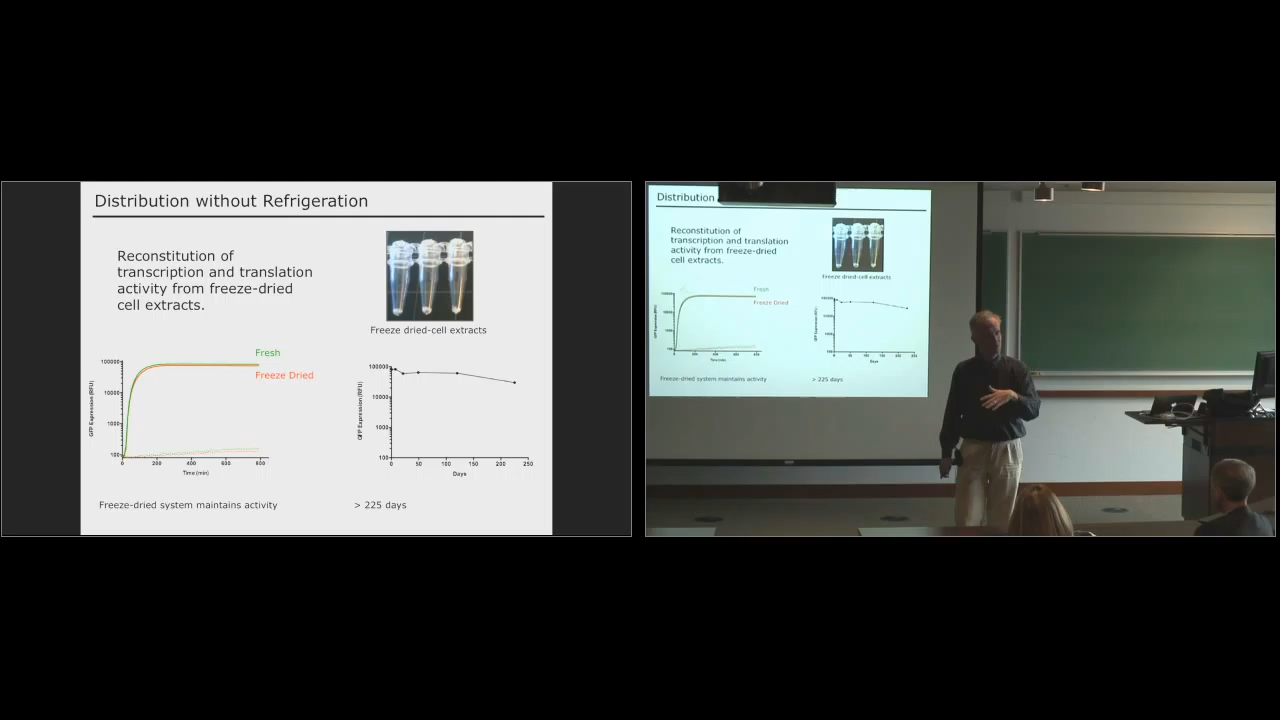 Distribution without Refrigeration
Reconstitution of
transcription and translation
activity from freeze-dried
cell extracts.
Freeze dried-cell extracts
Fresh
Freeze Dried
GFP Expression (RFU)
100000
10000
1000
100
0 200 400 600 800
Time (min)
GFP Expression (RFU)
100000
10000
1000
100
0 50 100 150 200 250
Days
Freeze-dried system maintains activity
> 225 days
Distribution
Reconstitution of
transcription and translation
activity from freeze-dried
cell extracts.
Freeze dried-cell extracts
Fresh
Freeze Dried
Time (min)
Days
Freeze-dried system maintains activity
> 225 days